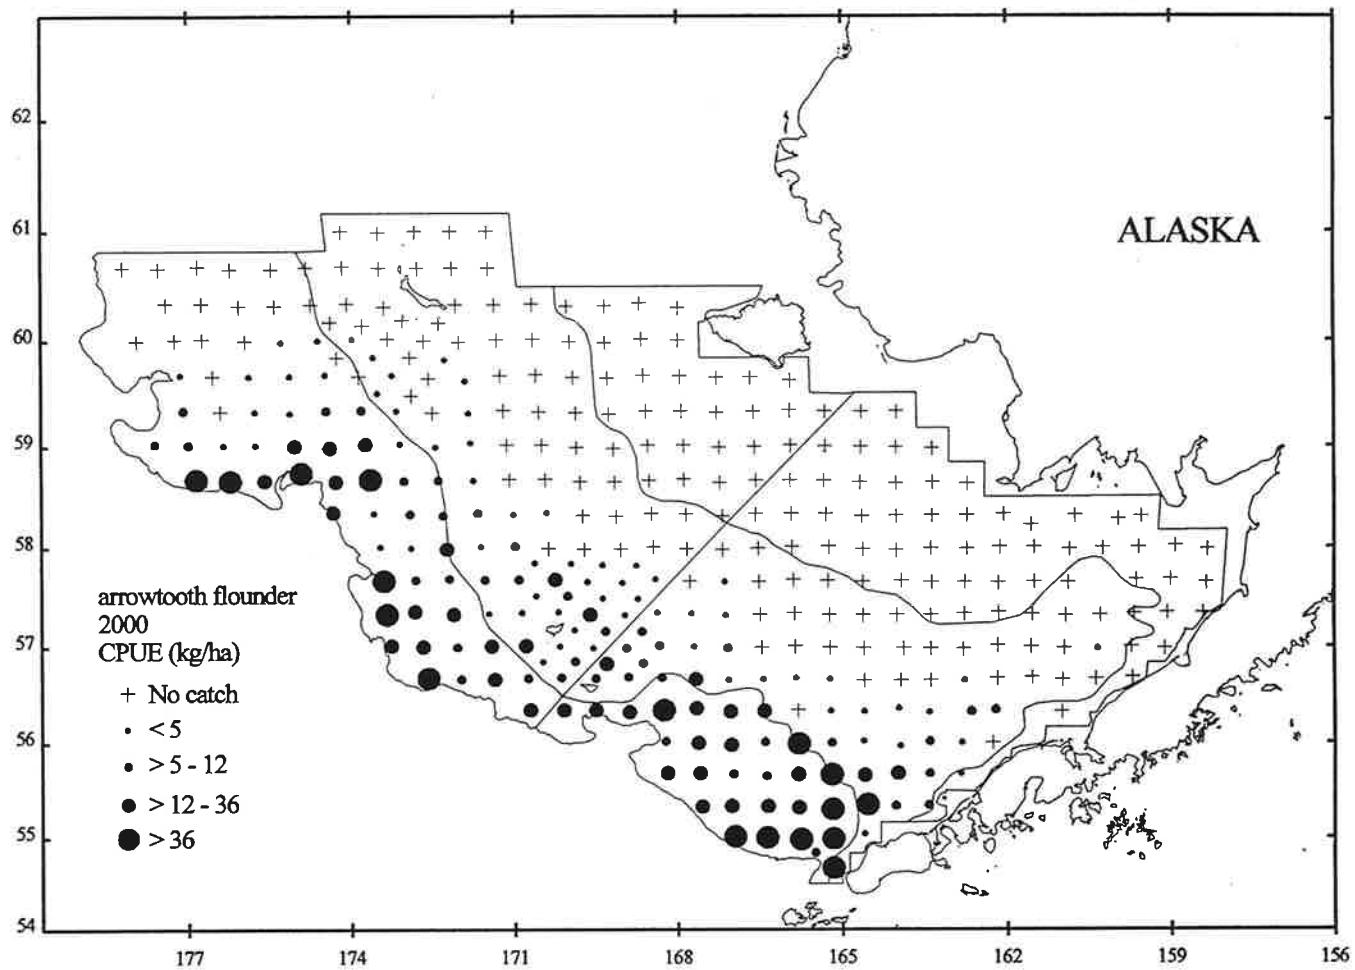 62
61
60
59
58
57
56
55
54
ALASKA
arrowtooth flounder
2000
CPUE (kg/ha)
+ No catch
< 5
> 5 - 12
> 12 - 36
> 36
177 174 171 168 165 162 159 156